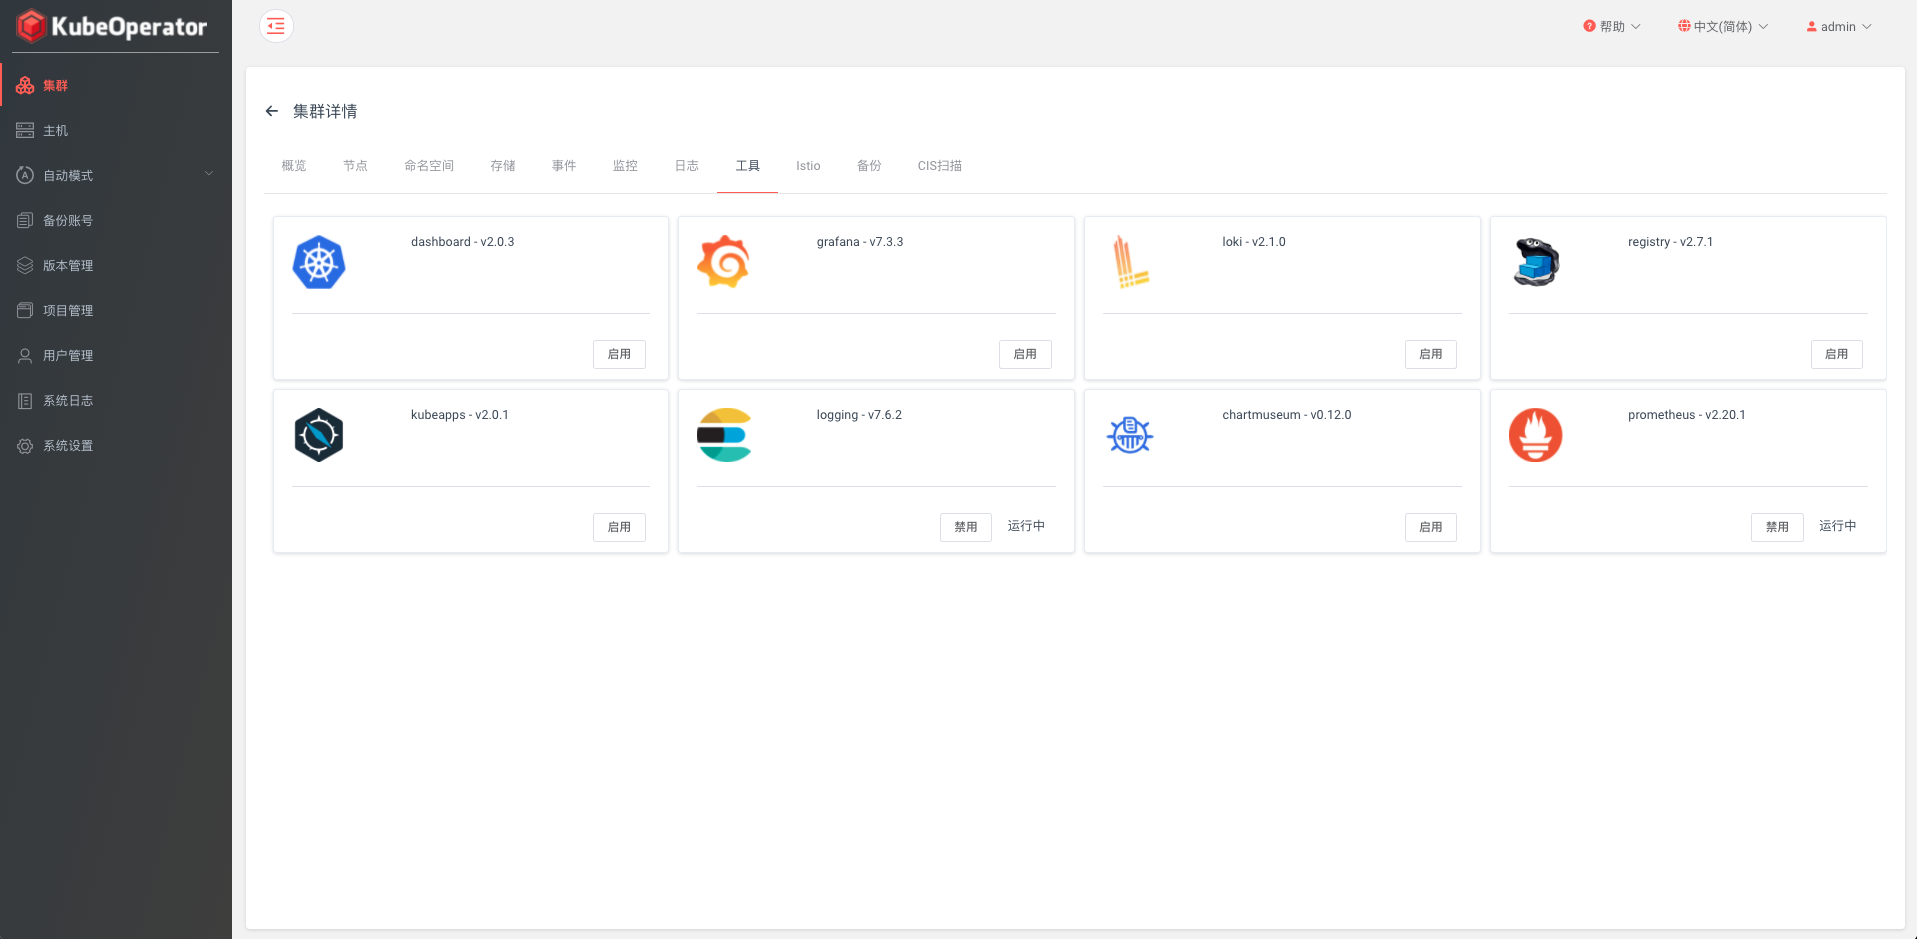 KubeOperator
集群
主机
自动模式
备份账号
版本管理
项目管理
用户管理
系统日志
系统设置
帮助 中文(简体) admin
集群详情
概览 节点 命名空间 存储 事件 监控 日志 工具 Istio 备份 CIS扫描
dashboard - v2.0.3
启用
grafana - v7.3.3
启用
loki - v2.1.0
启用
registry - v2.7.1
启用
kubeapps - v2.0.1
启用
logging - v7.6.2
禁用 运行中
chartmuseum - v0.12.0
启用
prometheus - v2.20.1
禁用 运行中